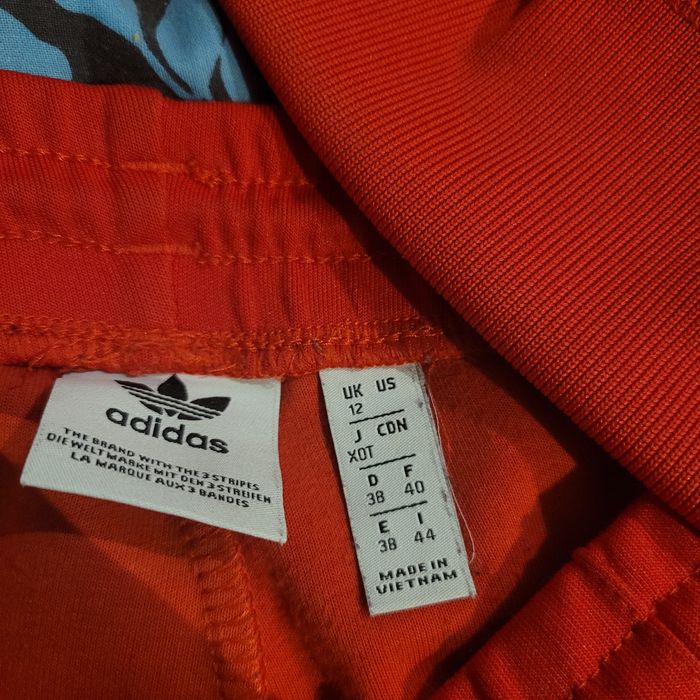 adidas
THE BRAND WITH THE 3 STRIPES
DIE WELTMARKE MIT DEN 3 STREIFEN
LA MARQUE AUX 3 BANDES
UK US
12
J CDN
XOT
D F
38 40
E I
38 44
MADE IN
VIETNAM